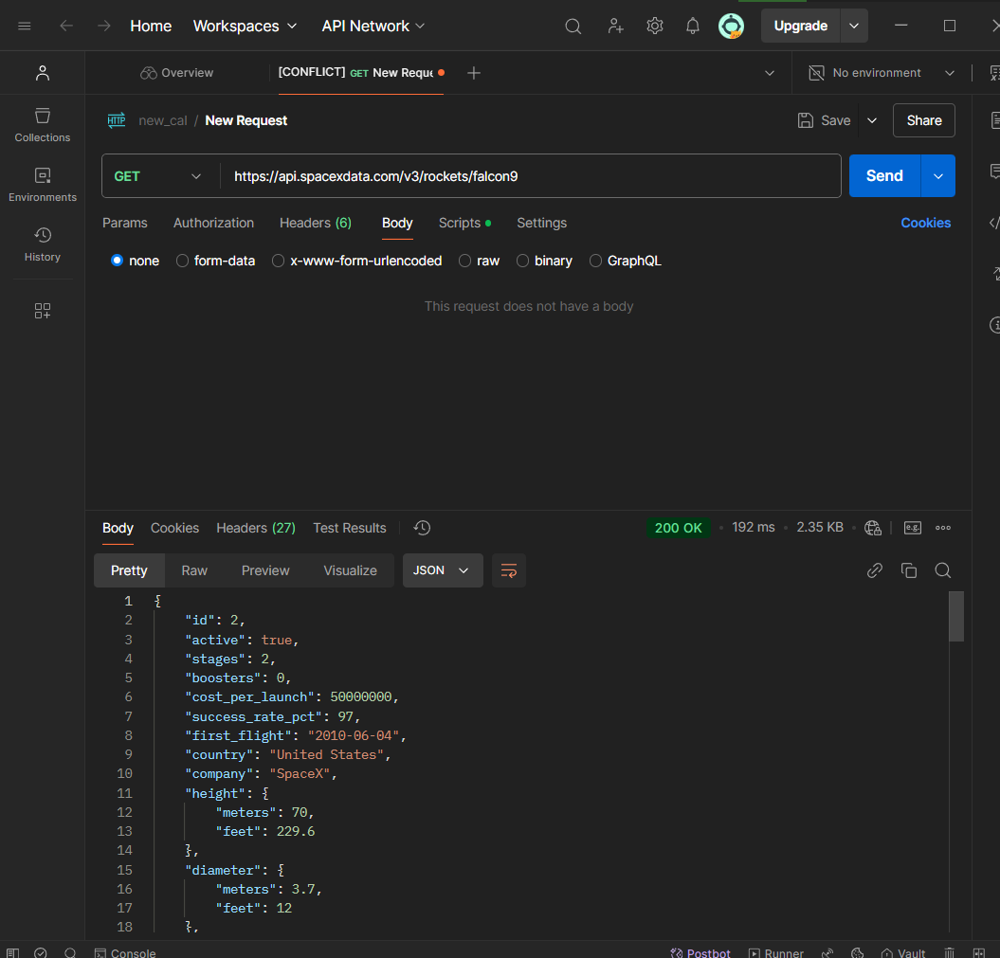 Home Workspaces API Network Upgrade
Overview [CONFLICT] GET New Reque No environment
new_cal / New Request Save Share
Collections
Environments
History
GET https://api.spacexdata.com/v3/rockets/falcon9 Send
Params Authorization Headers (6) Body Scripts Settings Cookies
none form-data x-www-form-urlencoded raw binary GraphQL
This request does not have a body
Body Cookies Headers (27) Test Results 200 OK 192 ms 2.35 KB e.g.
Pretty Raw Preview Visualize JSON
1 {
2 "id": 2,
3 "active": true,
4 "stages": 2,
5 "boosters": 0,
6 "cost_per_launch": 50000000,
7 "success_rate_pct": 97,
8 "first_flight": "2010-06-04",
9 "country": "United States",
10 "company": "SpaceX",
11 "height": {
12 "meters": 70,
13 "feet": 229.6
14 },
15 "diameter": {
16 "meters": 3.7,
17 "feet": 12
18 },
Console Postbot Runner Vault